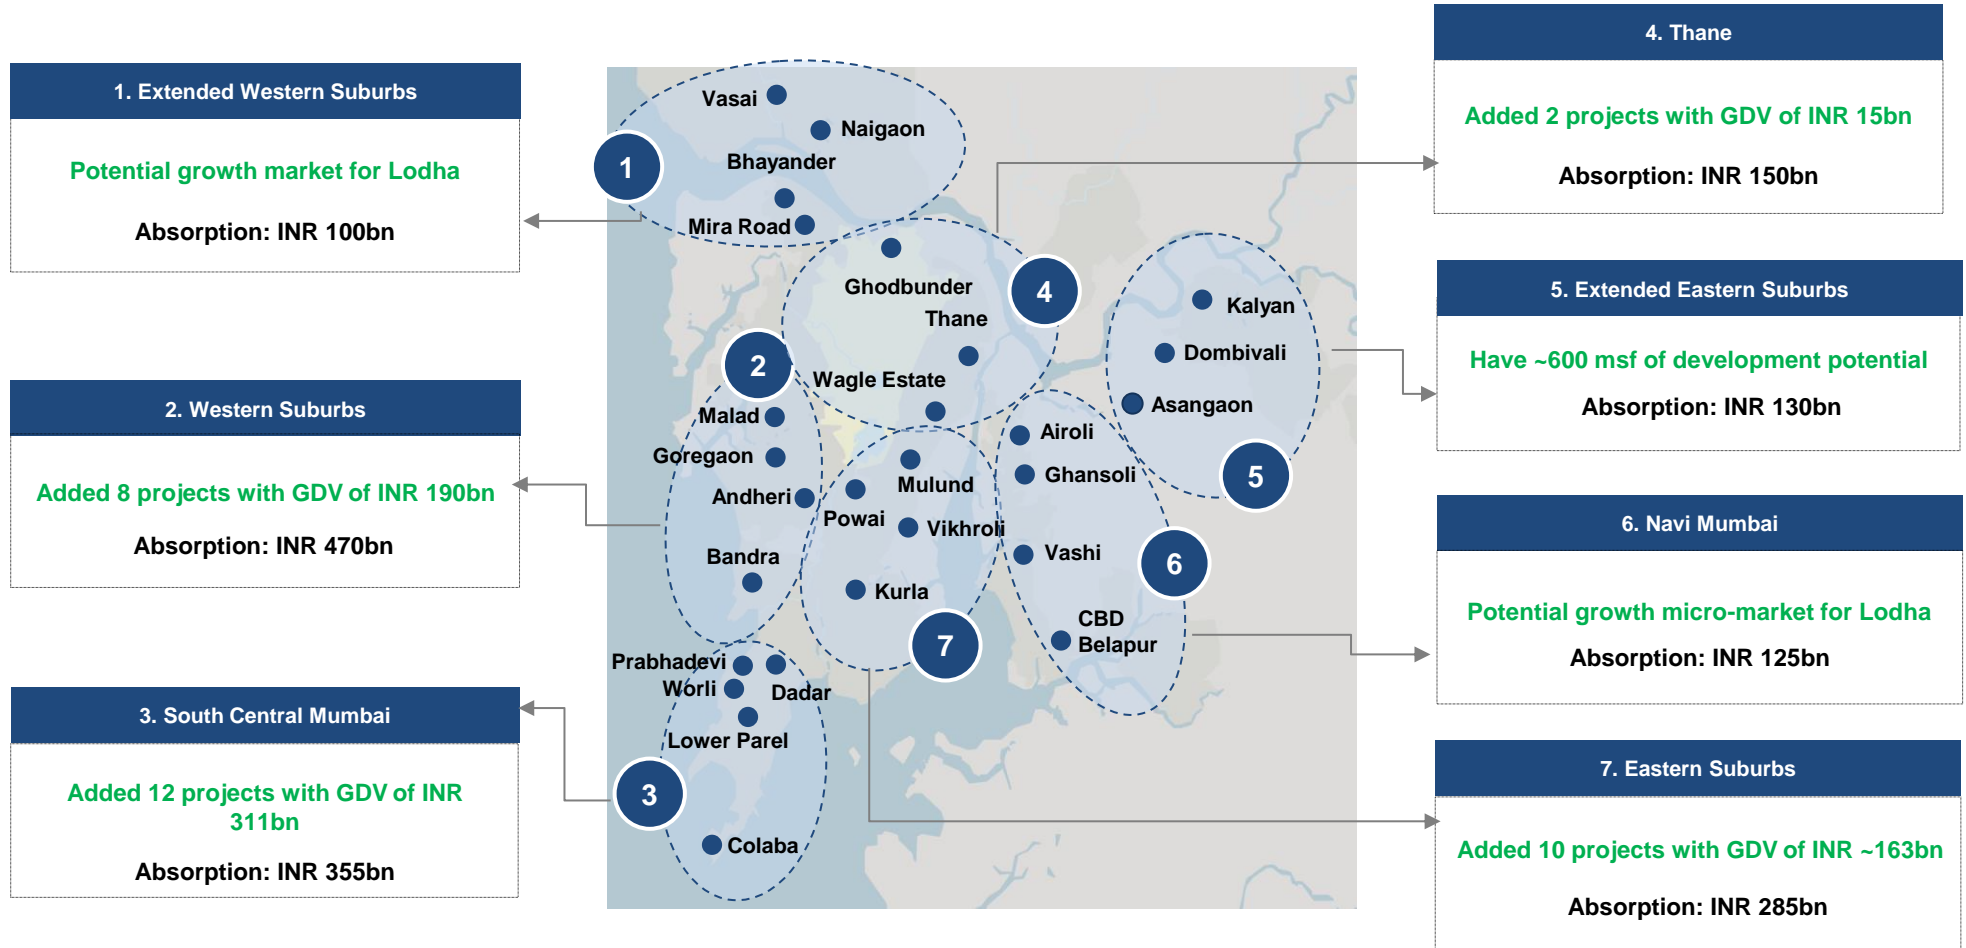 1. Extended Western Suburbs
Potential growth market for Lodha
Absorption: INR 100bn
2. Western Suburbs
Added 8 projects with GDV of INR 190bn
Absorption: INR 470bn
3. South Central Mumbai
Added 12 projects with GDV of INR
311bn
Absorption: INR 355bn
Vasai
Naigaon
Bhayander
1
Mira Road
Ghodbunder
4
Thane
2
Wagle Estate
Malad
Goregaon
Andheri
Bandra
Mulund
Powai
Vikhroli
Kurla
7
Kalyan
Dombivali
Asangaon
5
Airoli
Ghansoli
Vashi
6
CBD
Belapur
Prabhadevi
Worli
Dadar
Lower Parel
3
Colaba
4. Thane
Added 2 projects with GDV of INR 15bn
Absorption: INR 150bn
5. Extended Eastern Suburbs
Have ~600 msf of development potential
Absorption: INR 130bn
6. Navi Mumbai
Potential growth micro-market for Lodha
Absorption: INR 125bn
7. Eastern Suburbs
Added 10 projects with GDV of INR ~163bn
Absorption: INR 285bn